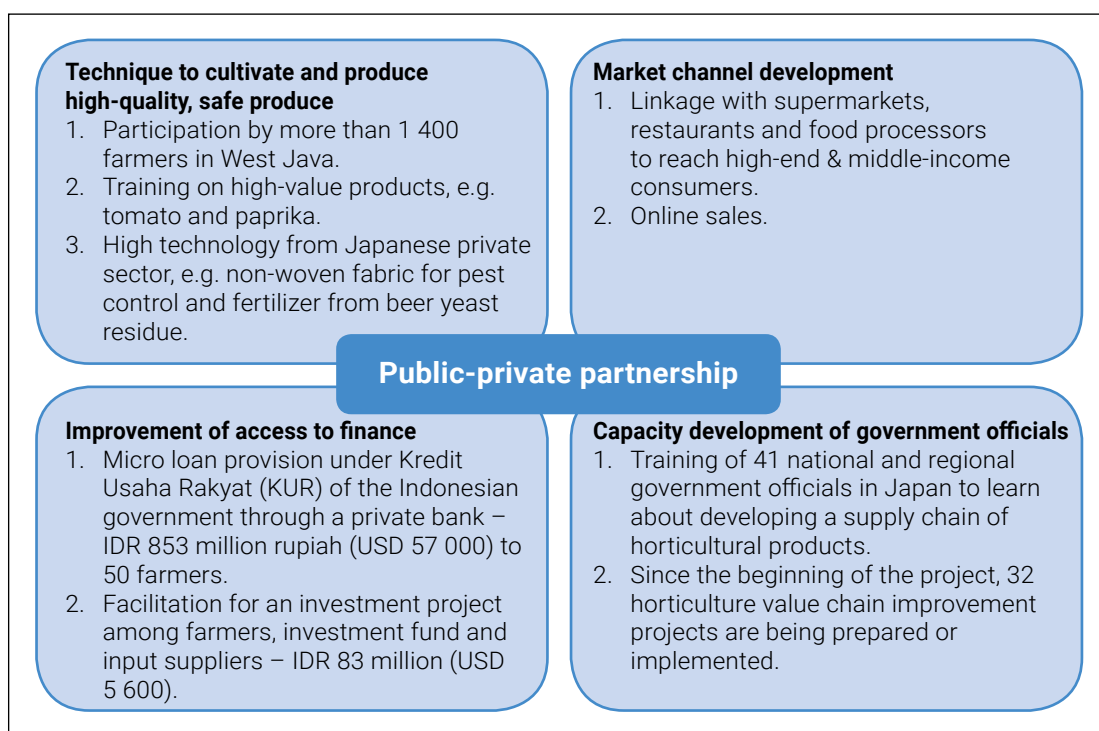 Technique to cultivate and produce
high-quality, safe produce
1. Participation by more than 1 400
farmers in West Java.
2. Training on high-value products, e.g.
tomato and paprika.
3. High technology from Japanese private
sector, e.g. non-woven fabric for pest
control and fertilizer from beer yeast
residue.
Market channel development
1. Linkage with supermarkets,
restaurants and food processors
to reach high-end & middle-income
consumers.
2. Online sales.
Public-private partnership
Improvement of access to finance
1. Micro loan provision under Kredit
Usaha Rakyat (KUR) of the Indonesian
government through a private bank –
IDR 853 million rupiah (USD 57 000) to
50 farmers.
2. Facilitation for an investment project
among farmers, investment fund and
input suppliers – IDR 83 million (USD
5 600).
Capacity development of government officials
1. Training of 41 national and regional
government officials in Japan to learn
about developing a supply chain of
horticultural products.
2. Since the beginning of the project, 32
horticulture value chain improvement
projects are being prepared or
implemented.